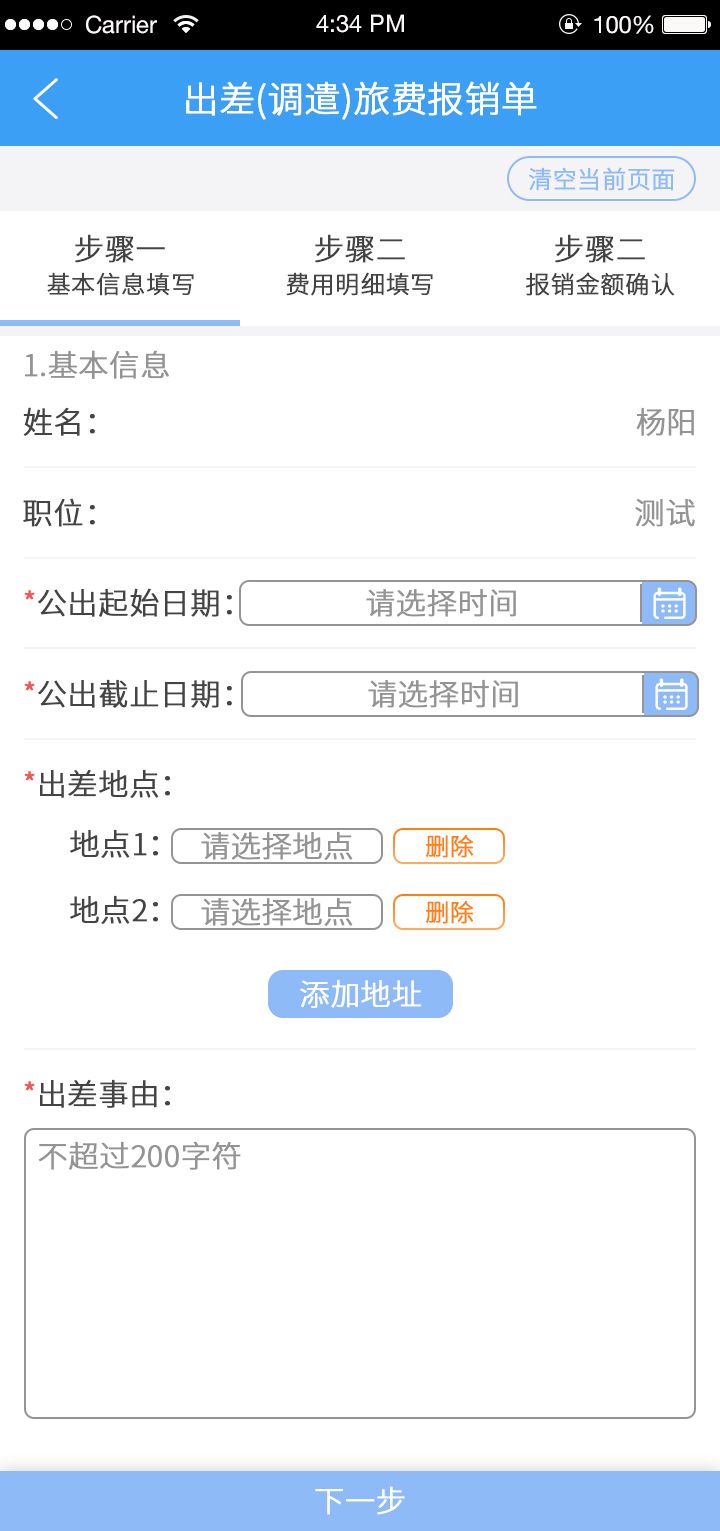 Carrier 4:34 PM 100%
出差(调遣)旅费报销单
清空当前页面
步骤一 步骤二 步骤二
基本信息填写 费用明细填写 报销金额确认
1.基本信息
姓名： 杨阳
职位： 测试
*公出起始日期： 请选择时间
*公出截止日期： 请选择时间
*出差地点：
地点1： 请选择地点 删除
地点2： 请选择地点 删除
添加地址
*出差事由：
不超过200字符
下一步